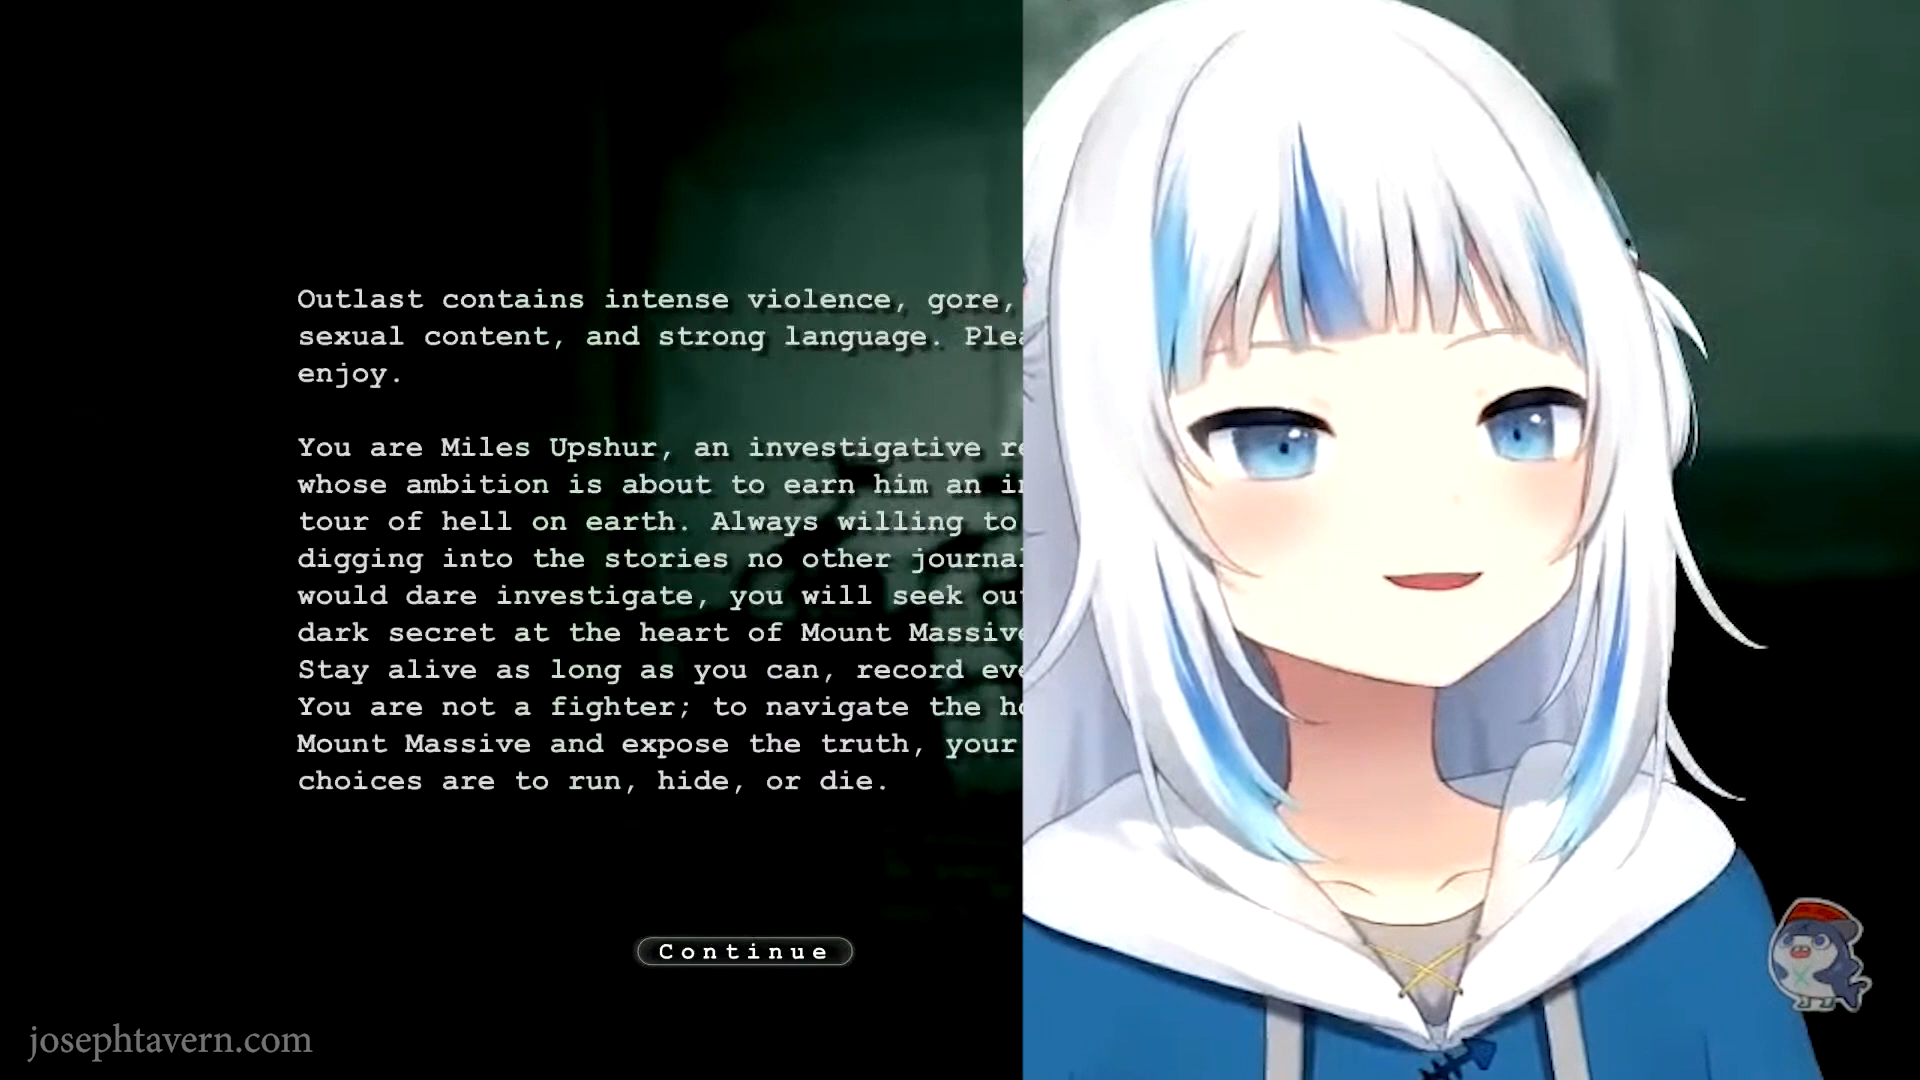 Outlast contains intense violence, gore,
sexual content, and strong language.
enjoy.
You are Miles Upshur, an investigative
whose ambition is about to earn him an
tour of hell on earth. Always willing to
digging into the stories no other
would dare investigate, you will seek
dark secret at the heart of Mount Massive
Stay alive as long as you can, record
You are not a fighter; to navigate the
Mount Massive and expose the truth, your
choices are to run, hide, or die.
Continue
josephtavern.com